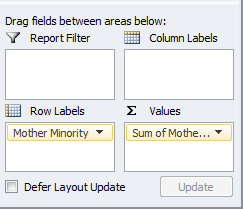 Drag fields between areas below:
Report Filter
Column Labels
Row Labels
Σ Values
Mother Minority
Sum of Mothe...
Defer Layout Update
Update